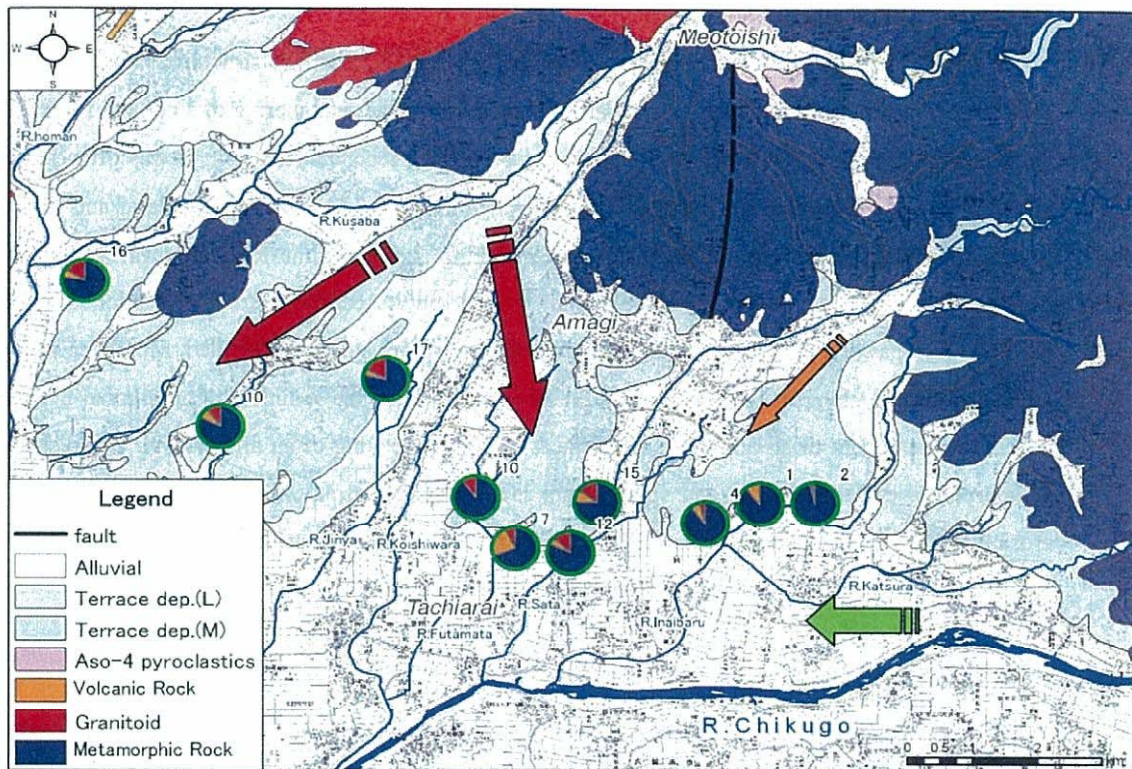 N
W E
S
Meotoishi
R.homan
R.Kusaba
16
Amagi
17
10
10
15
1
2
4
7
12
Legend
fault
Alluvial
Terrace dep.(L)
Terrace dep.(M)
Aso-4 pyroclastics
Volcanic Rock
Granitoid
Metamorphic Rock
R.Jinya
R.Koishiwara
R.Katsura
Tachiarai
R.Sata
R.Inaibaru
R.Futamata
R.Chikugo
0 0.5 1 2 3
km